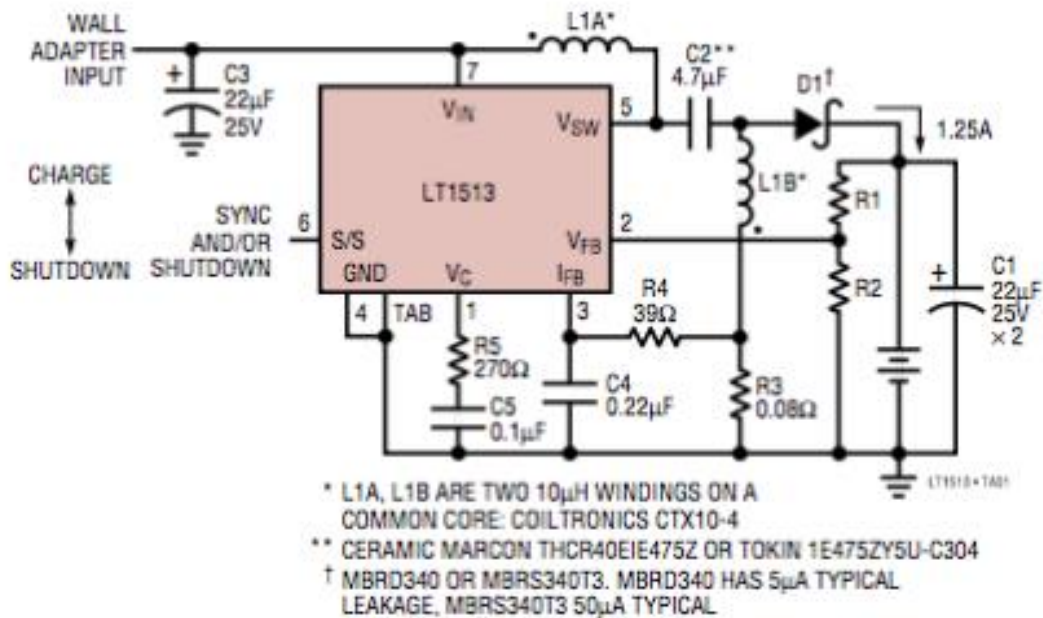 WALL
ADAPTER
INPUT
+
C3
22µF
25V
7
L1A*
C2**
4.7µF
D1†
1.25A
VIN
VSW
5
LT1513
L1B*
R1
CHARGE
SHUTDOWN
SYNC
AND/OR
SHUTDOWN
6
S/S
GND
VC
IFB
VFB
2
R2
+
C1
22µF
25V
× 2
4
TAB
1
3
R4
39Ω
R5
270Ω
C5
0.1µF
C4
0.22µF
R3
0.08Ω
* L1A, L1B ARE TWO 10µH WINDINGS ON A
COMMON CORE: COILTRONICS CTX10-4
** CERAMIC MARCON THCR40EIE475Z OR TOKIN 1E475ZY5U-C304
† MBRD340 OR MBRS340T3. MBRD340 HAS 5µA TYPICAL
LEAKAGE, MBRS340T3 50µA TYPICAL